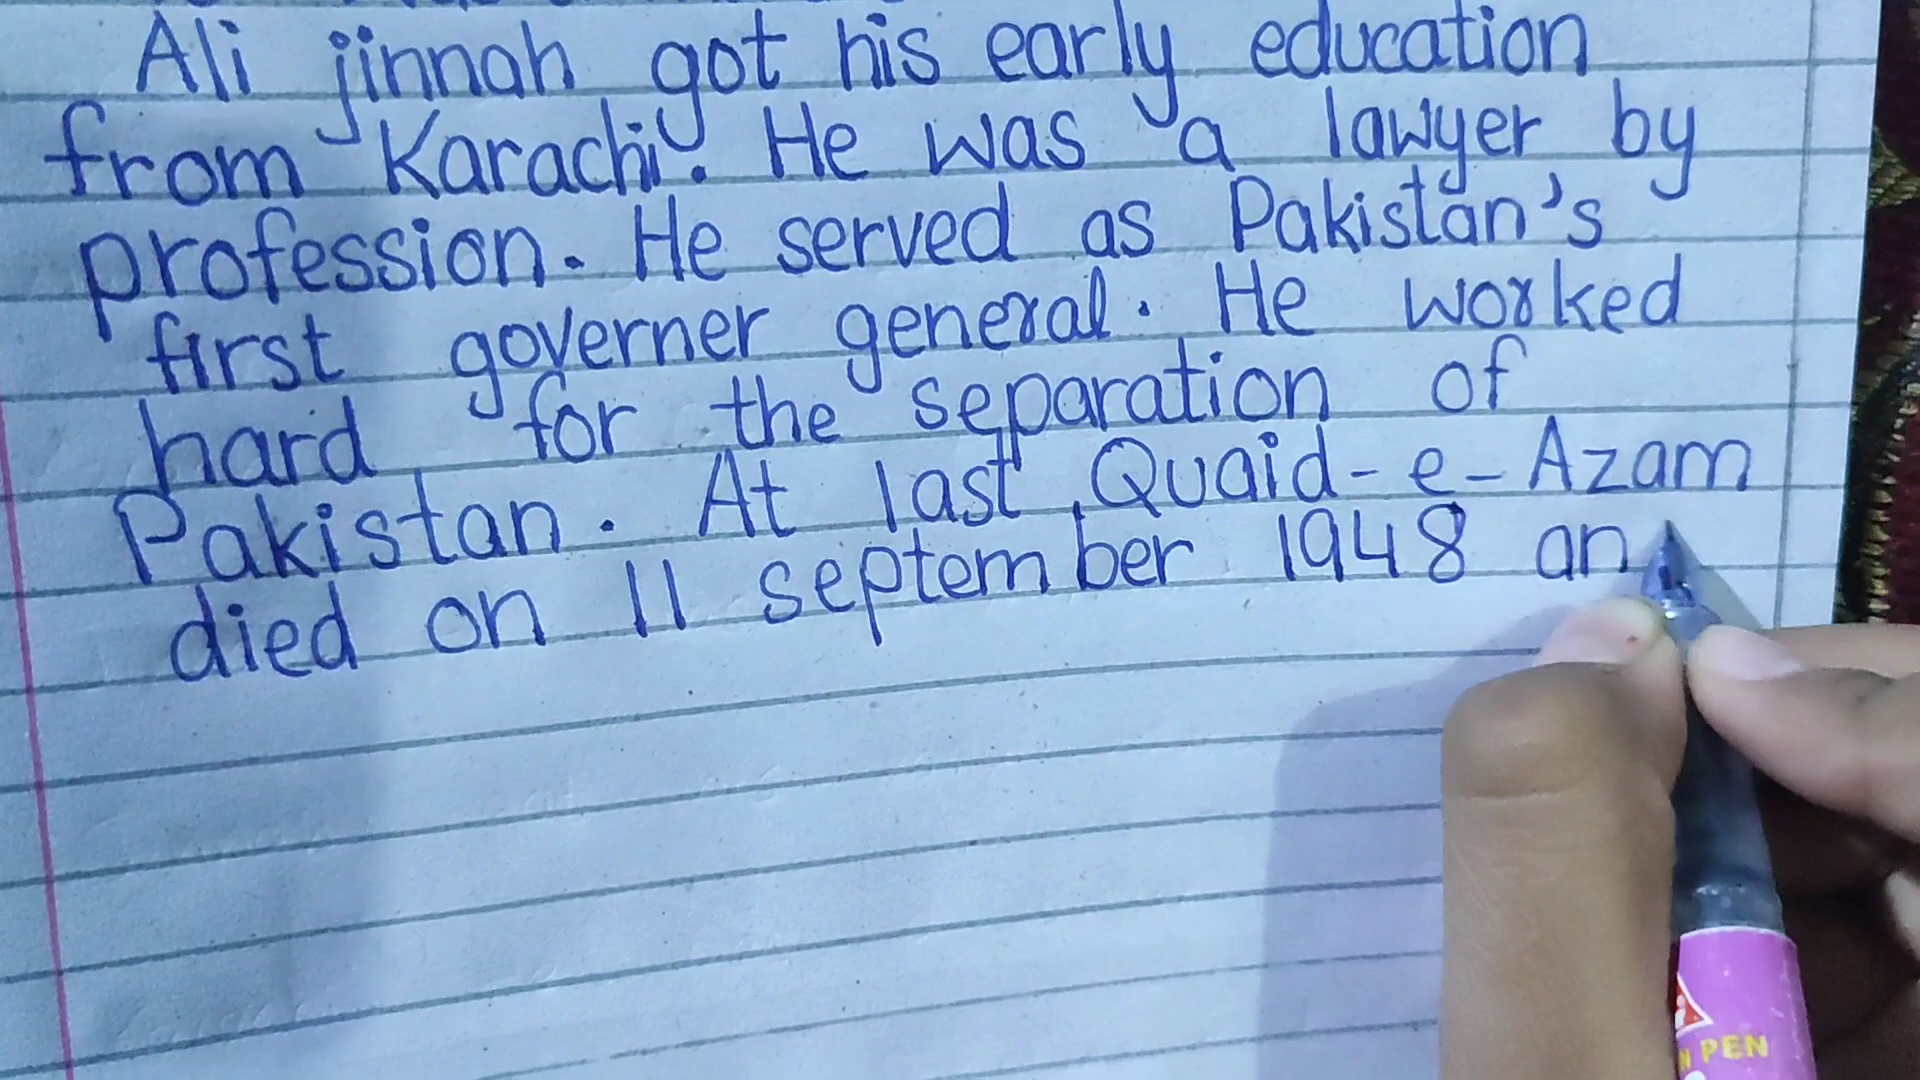 Ali jinnah got his early education
from Karachi. He was a lawyer by
profession. He served as Pakistan's
first governer general. He worked
hard for the separation of
Pakistan. At last Quaid-e-Azam
died on 11 september 1948 an
PEN